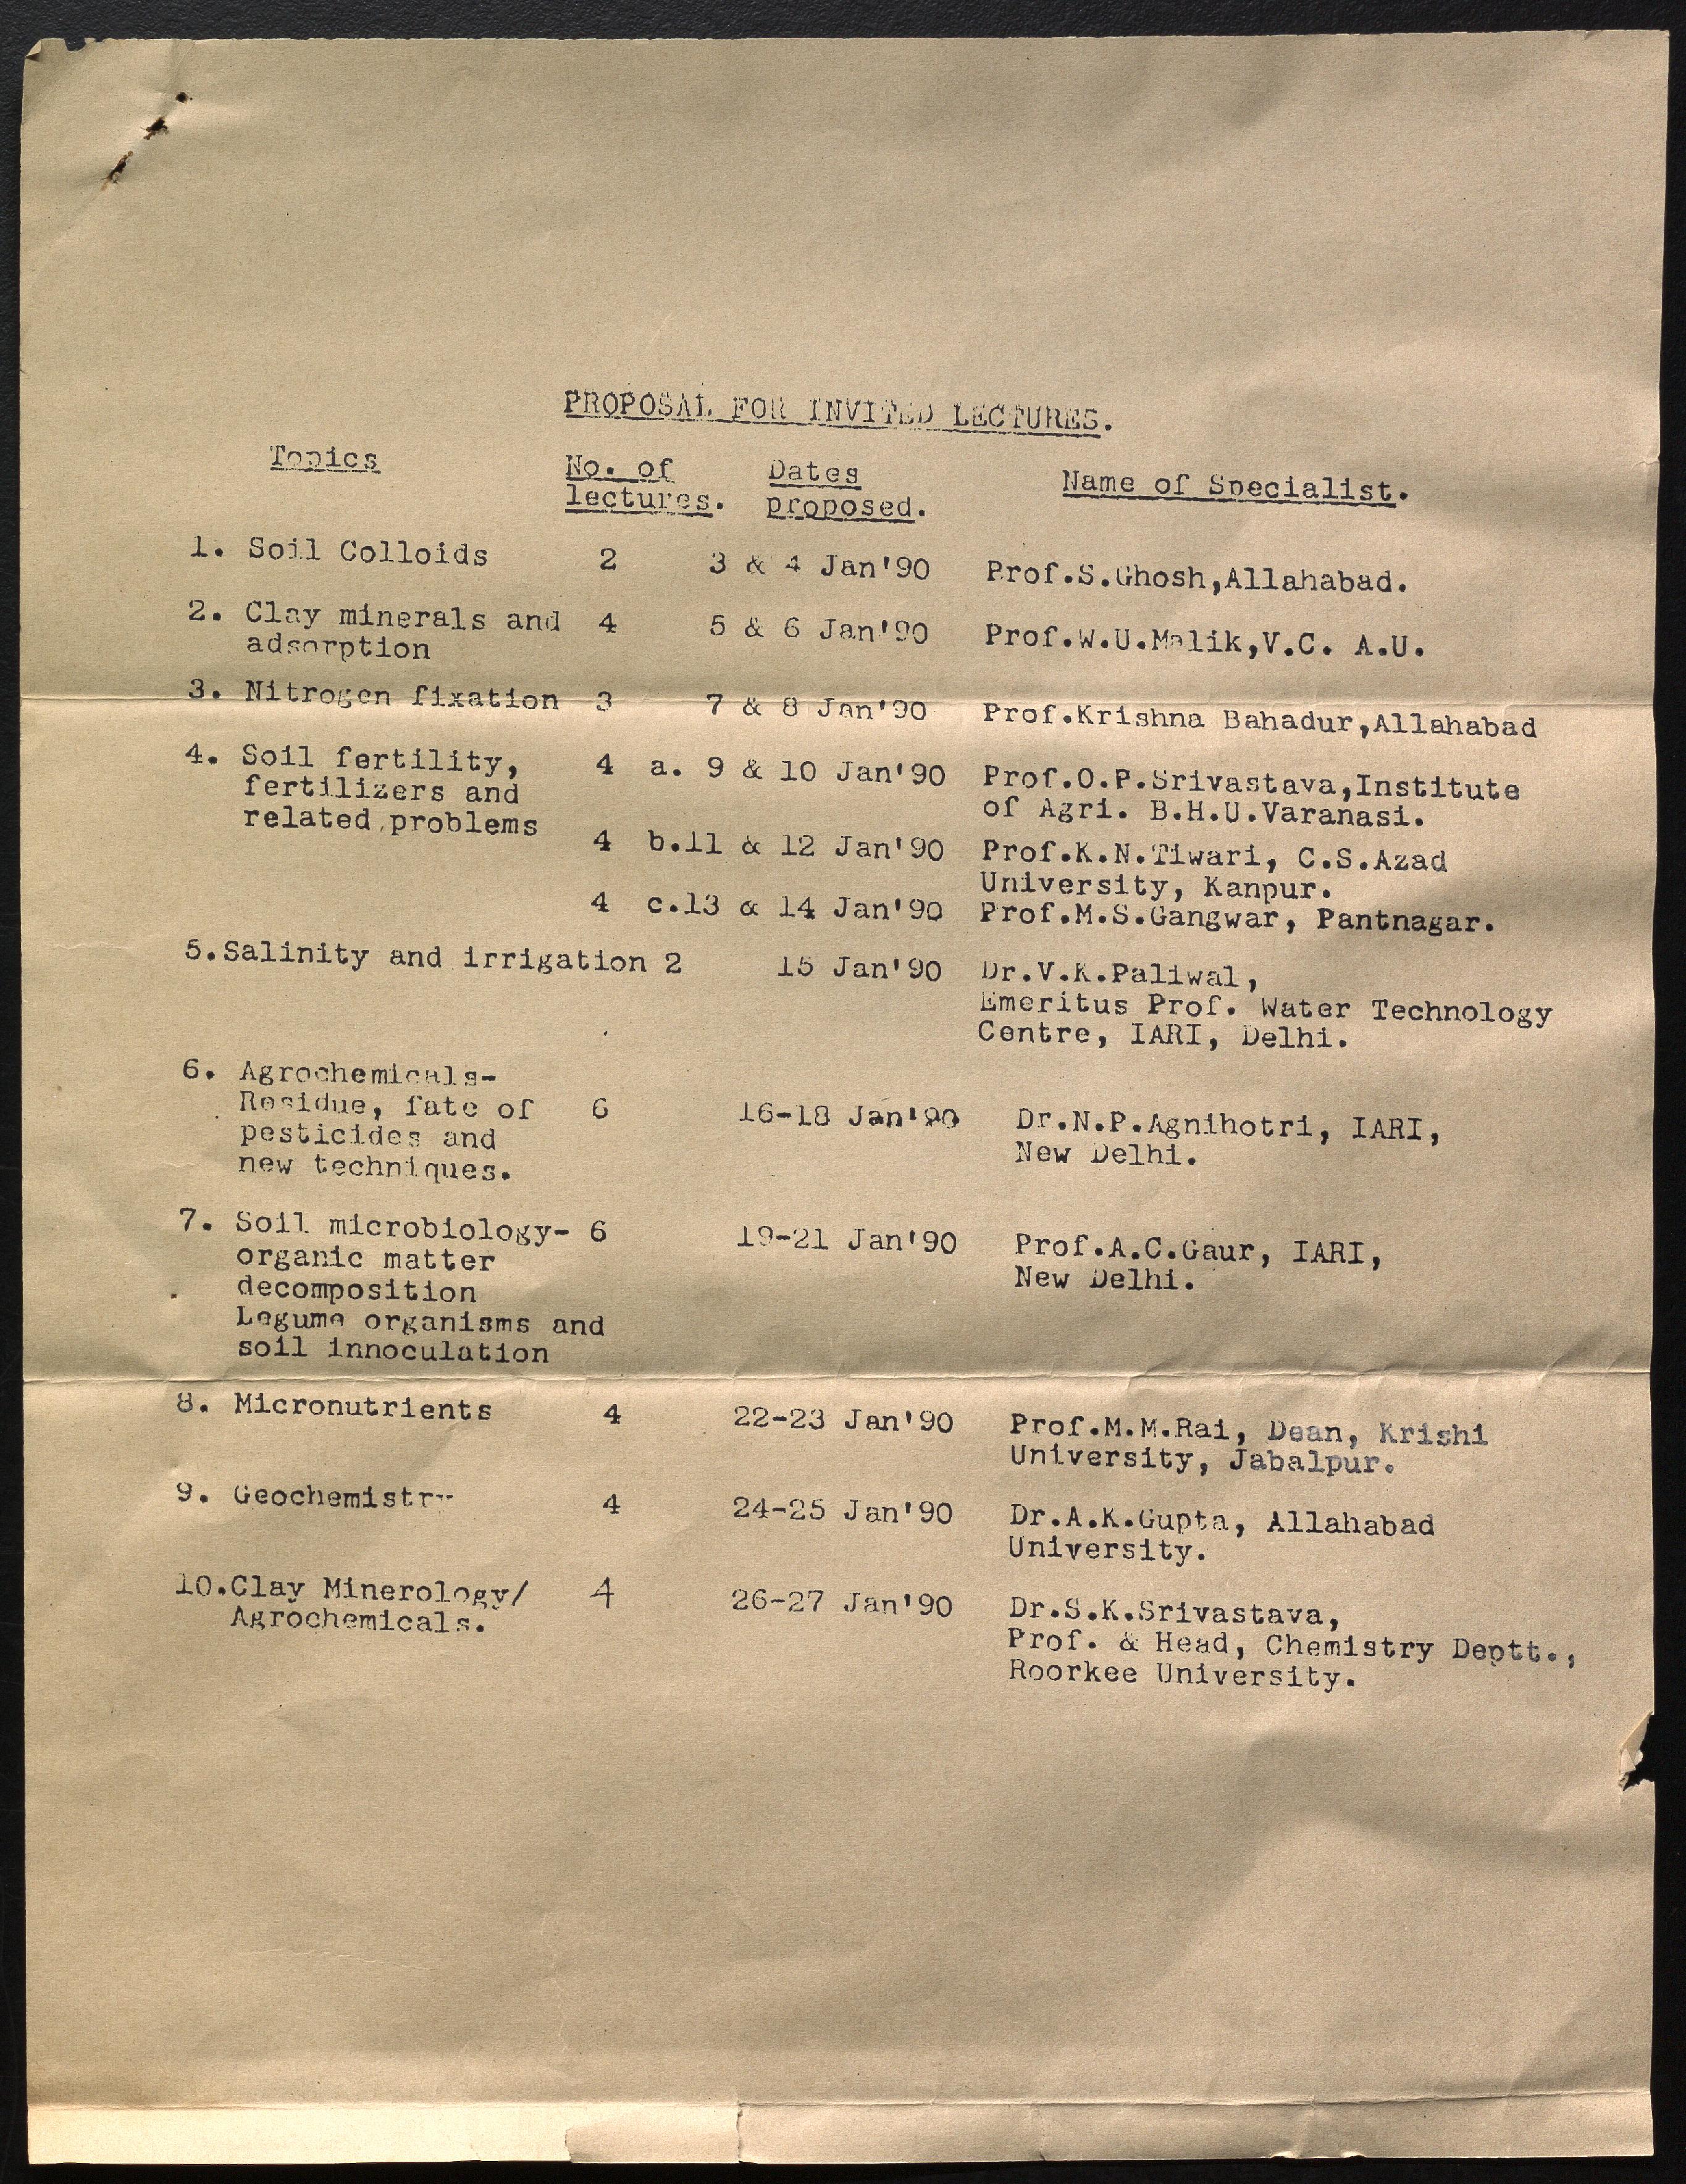 PROPOSAL FOR INVITED LECTURES.
Topics No. of lectures. Dates proposed. Name of Specialist.
1. Soil Colloids 2 3 & 4 Jan'90 Prof.S.Ghosh,Allahabad.
2. Clay minerals and 4 5 & 6 Jan'90 Prof.W.U.Malik,V.C. A.U.
adsorption
3. Nitrogen fixation 3 7 & 8 Jan'90 Prof.Krishna Bahadur,Allahabad
4. Soil fertility, 4 a. 9 & 10 Jan'90 Prof.O.P.Srivastava,Institute
fertilizers and of Agri. B.H.U.Varanasi.
related problems
4 b.11 & 12 Jan'90 Prof.K.N.Tiwari, C.S.Azad
University, Kanpur.
4 c.13 & 14 Jan'90 Prof.M.S.Gangwar, Pantnagar.
5.Salinity and irrigation 2 15 Jan'90 Dr.V.K.Paliwal,
Emeritus Prof. Water Technology
Centre, IARI, Delhi.
6. Agrochemicals-
Residue, fate of 6 16-18 Jan'90 Dr.N.P.Agnihotri, IARI,
pesticides and New Delhi.
new techniques.
7. Soil microbiology- 6 19-21 Jan'90 Prof.A.C.Gaur, IARI,
organic matter New Delhi.
decomposition
Legume organisms and
soil innoculation
8. Micronutrients 4 22-23 Jan'90 Prof.M.M.Rai, Dean, Krishi
University, Jabalpur.
9. Geochemistry 4 24-25 Jan'90 Dr.A.K.Gupta, Allahabad
University.
10.Clay Minerology/ 4 26-27 Jan'90 Dr.S.K.Srivastava,
Agrochemicals. Prof. & Head, Chemistry Deptt.,
Roorkee University.